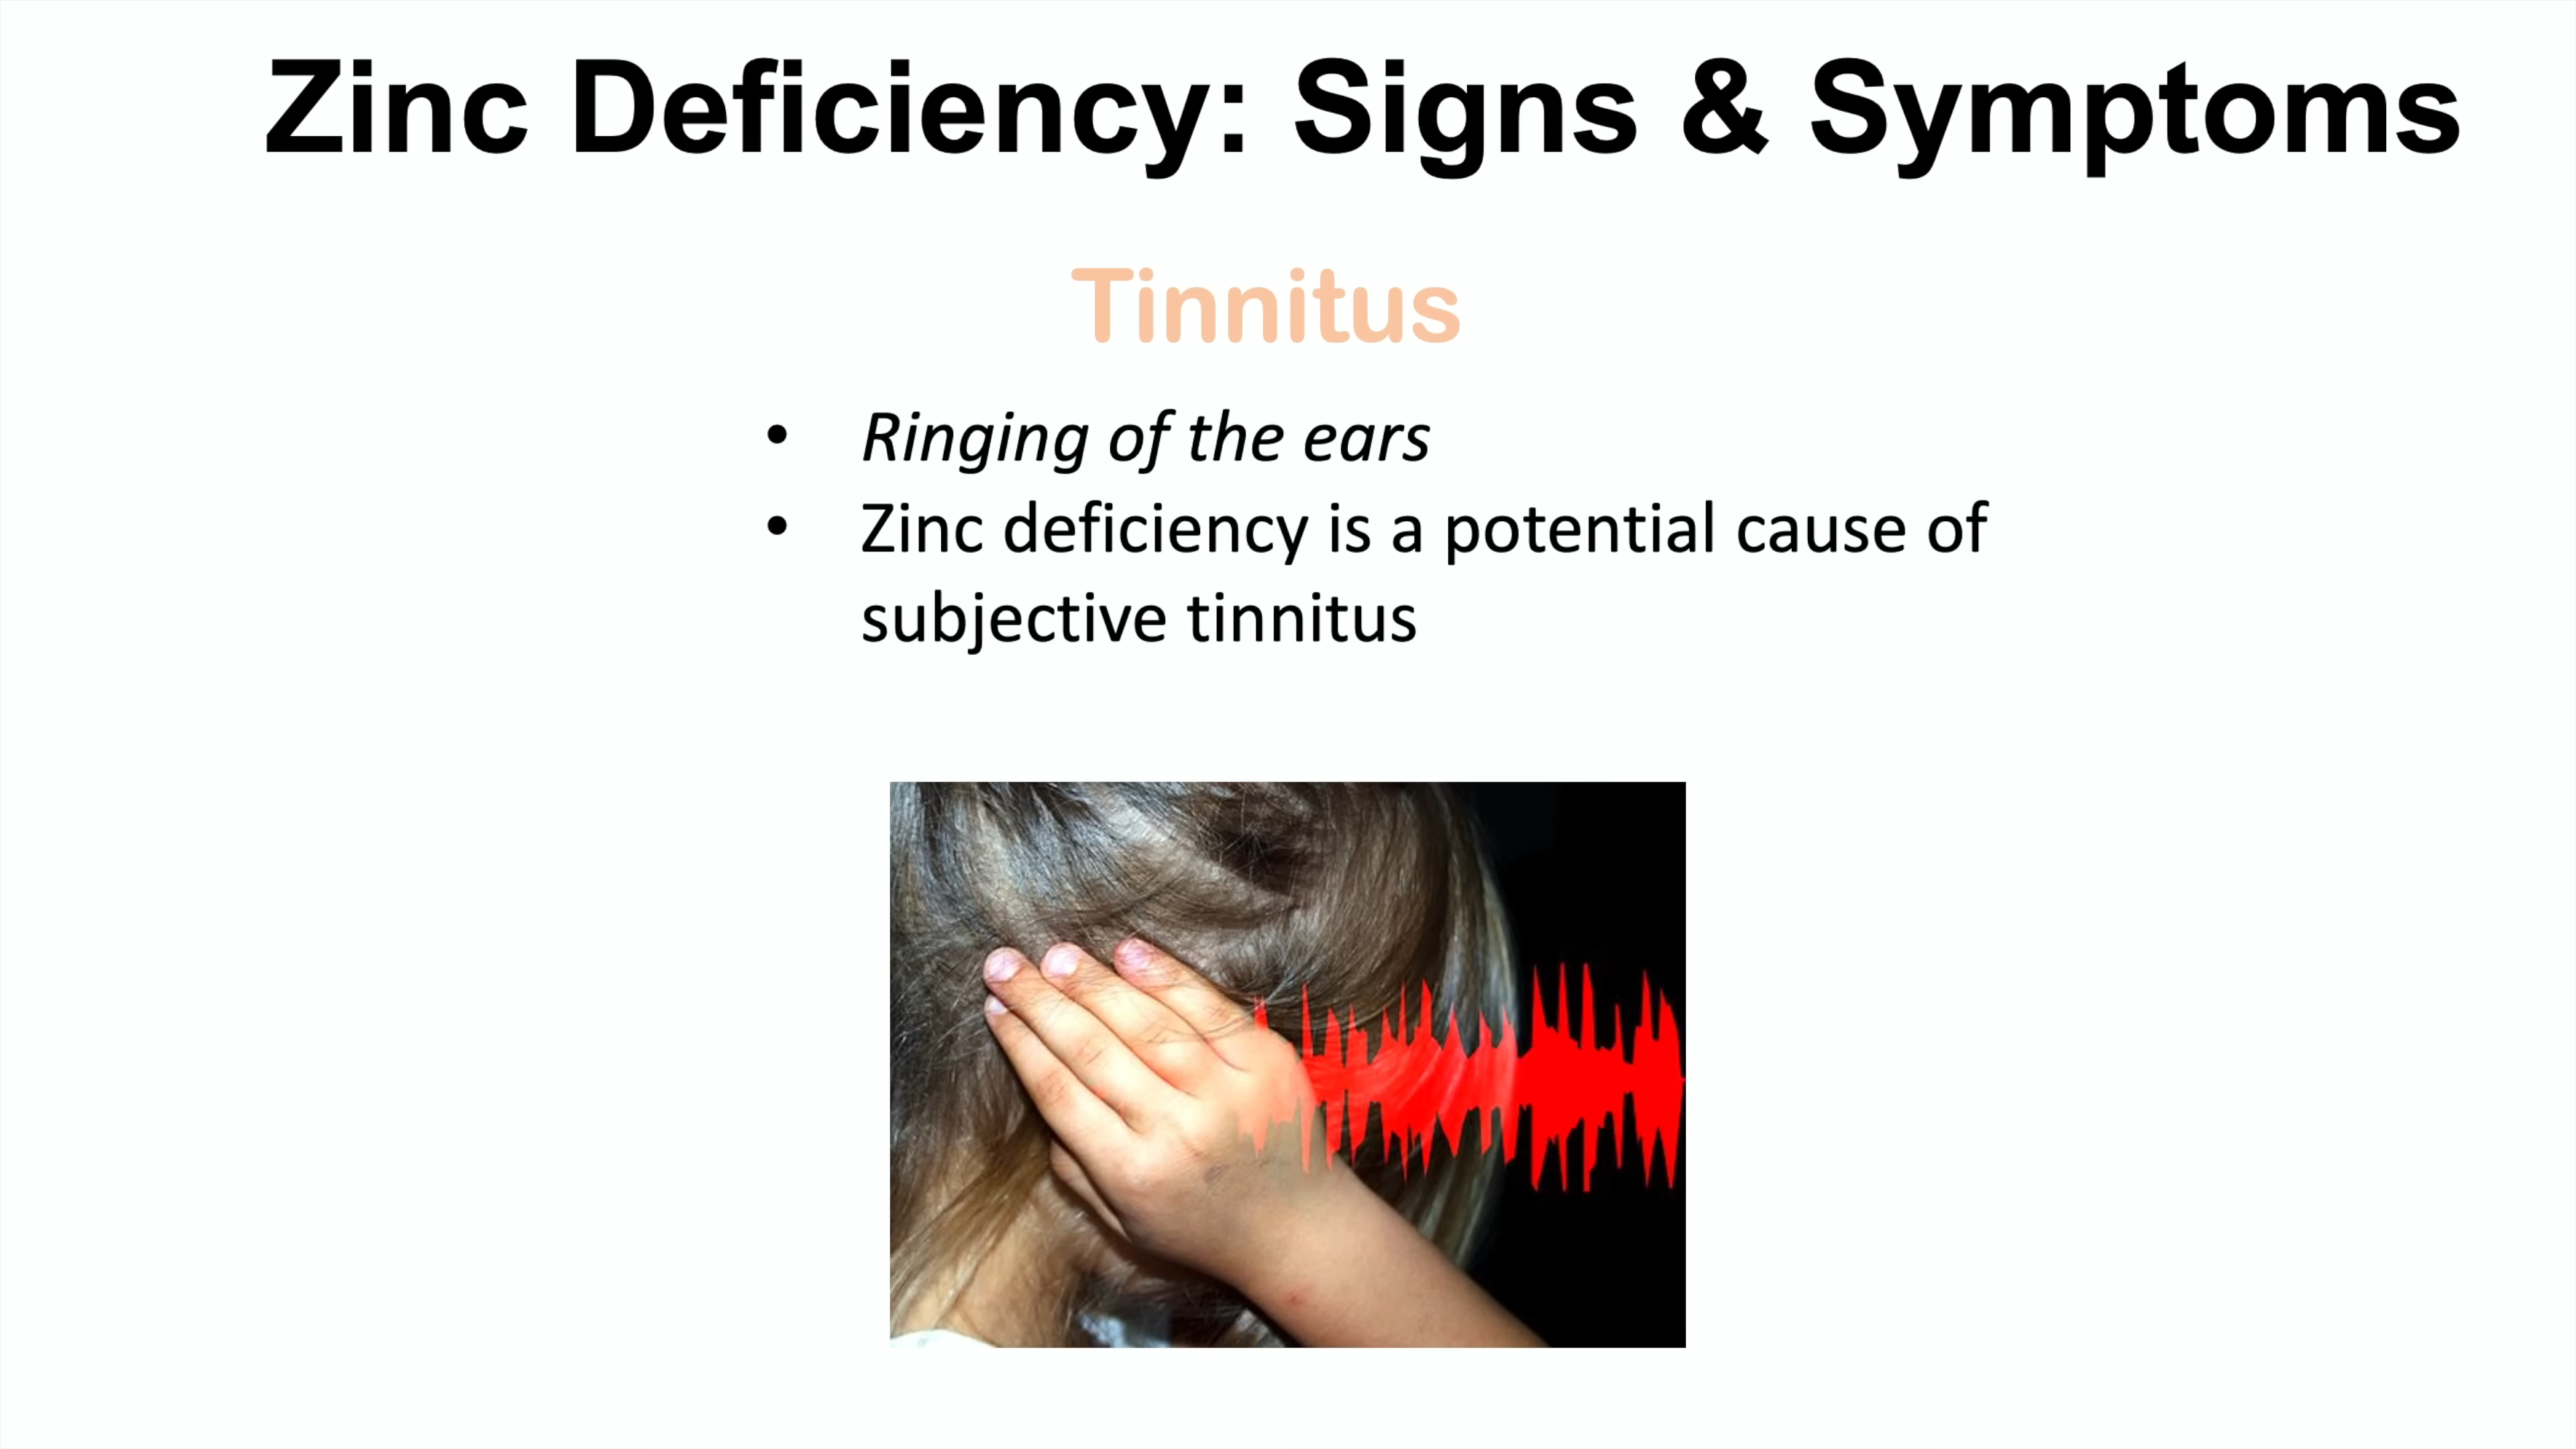 Zinc Deficiency: Signs & Symptoms
Tinnitus
• Ringing of the ears
• Zinc deficiency is a potential cause of
subjective tinnitus